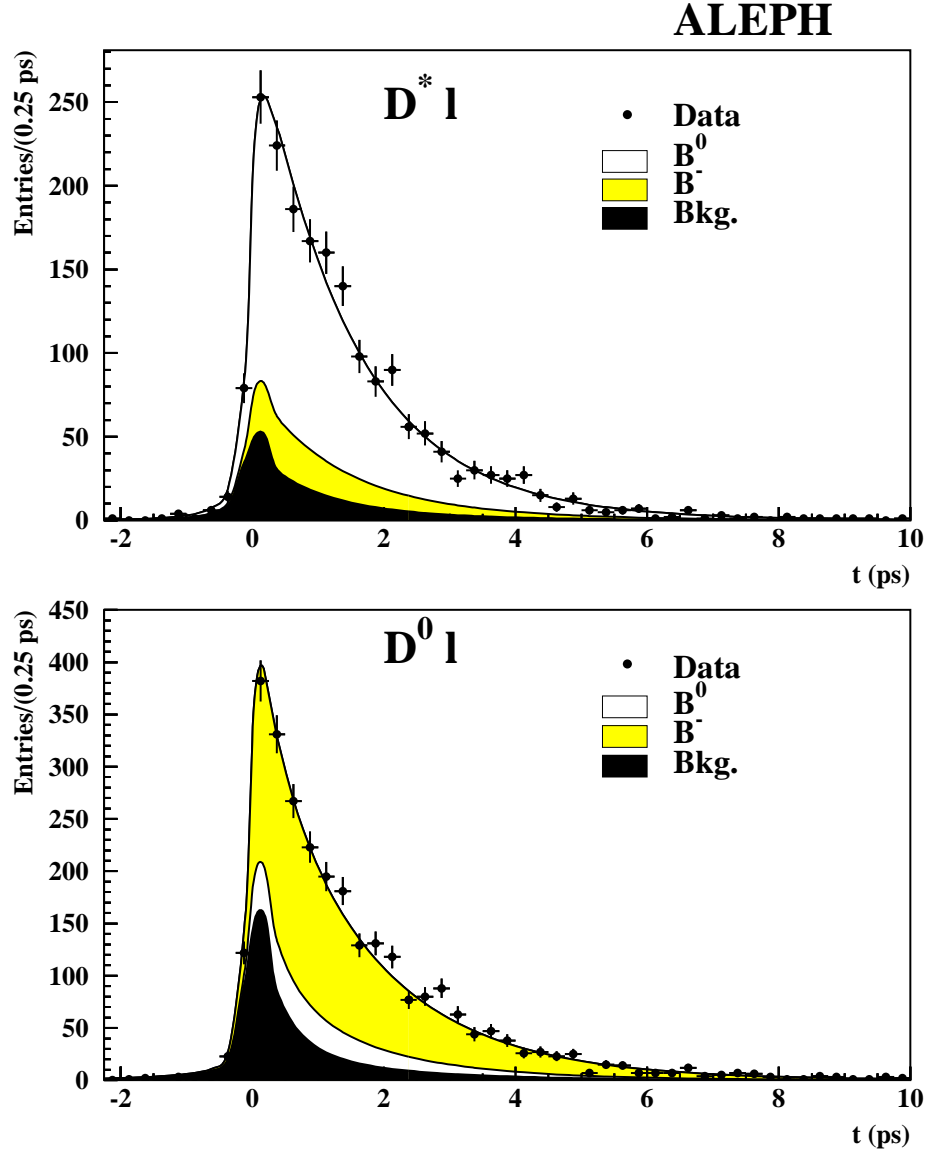 ALEPH
D* l
Entries/(0.25 ps)
250
200
150
100
50
0
Data
B⁰
B⁻
Bkg.
-2 0 2 4 6 8 10
t (ps)
D⁰ l
Entries/(0.25 ps)
450
400
350
300
250
200
150
100
50
0
Data
B⁰
B⁻
Bkg.
-2 0 2 4 6 8 10
t (ps)